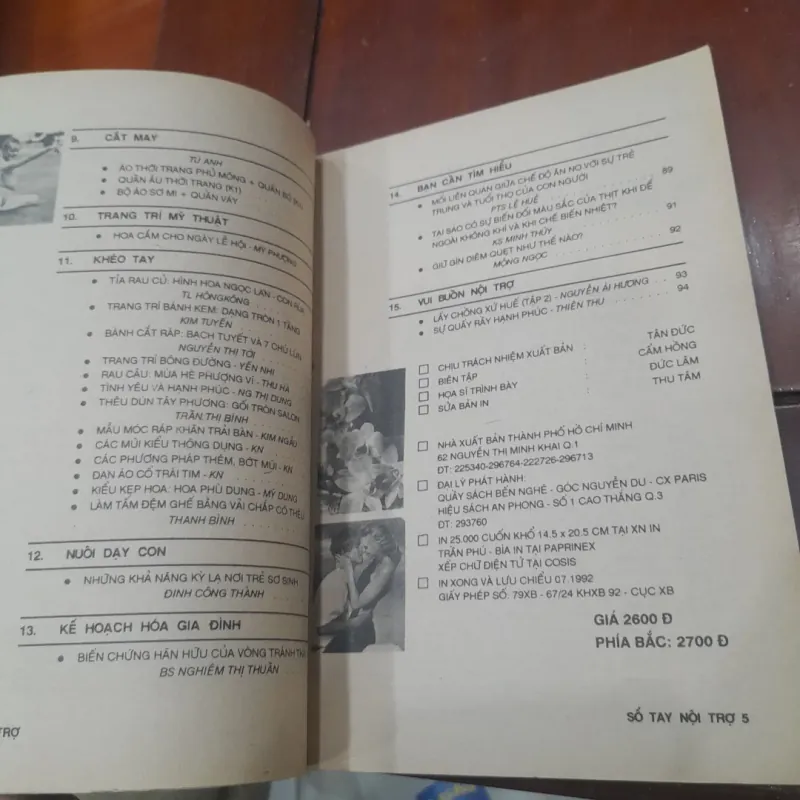 9. CẮT MAY
TÚ ANH
• ÁO THỜI TRANG PHỦ MÔNG + QUẦN BÓ (K1)
• QUẦN ÂU THỜI TRANG (K1)
• BỘ ÁO SƠ MI + QUẦN VÁY
10. TRANG TRÍ MỸ THUẬT
• HOA CẮM CHO NGÀY LỄ HỘI - MỸ PHƯỢNG
11. KHÉO TAY
• TỈA RAU CỦ: HÌNH HOA NGỌC LAN - CON RÙA
TL HỒNGKÔNG
• TRANG TRÍ BÁNH KEM: DẠNG TRÒN 1 TẦNG
KIM TUYẾN
• BÁNH CẮT RÁP: BẠCH TUYẾT VÀ 7 CHÚ LÙN
NGUYỄN THỊ TỚI
• TRANG TRÍ BÔNG ĐƯỜNG - YẾN NHI
• RAU CÂU: MÙA HÈ PHƯỢNG VĨ - THU HÀ
• TÌNH YÊU VÀ HẠNH PHÚC - NG THỊ DUNG
• THÊU DÚN TÂY PHƯƠNG: GỐI TRÒN SALON
TRẦN THỊ BÌNH
• MẪU MÓC RÁP KHĂN TRẢI BÀN - KIM NGÂU
• CÁC MŨI KIỂU THÔNG DỤNG - KN
• CÁC PHƯƠNG PHÁP THÊM, BỚT MŨI - KN
• ĐAN ÁO CỔ TRÁI TIM - KN
• KIỂU KẸP HOA: HOA PHÙ DUNG - MỸ DUNG
• LÀM TẤM ĐỆM GHẾ BẰNG VẢI CHẮP CÓ THÊU
THANH BÌNH
12. NUÔI DẠY CON
• NHỮNG KHẢ NĂNG KỲ LẠ NƠI TRẺ SƠ SINH
ĐINH CÔNG THÀNH
13. KẾ HOẠCH HÓA GIA ĐÌNH
• BIẾN CHỨNG HÃN HỮU CỦA VÒNG TRÁNH
BS NGHIÊM THỊ THUẬN
TRỢ
14. BẠN CẦN TÌM HIỂU
• MỐI LIÊN QUAN GIỮA CHẾ ĐỘ ĂN NO VỚI SỰ TRẺ
TRUNG VÀ TUỔI THỌ CỦA CON NGƯỜI 89
PTS LÊ HUÊ
• TẠI SAO CÓ SỰ BIẾN ĐỔI MÀU SẮC CỦA THỊT KHI ĐỂ
NGOÀI KHÔNG KHÍ VÀ KHI CHẾ BIẾN NHIỆT? 91
KS MINH THỦY
• GIỮ GÌN DIÊM QUẸT NHƯ THẾ NÀO? 92
MỘNG NGỌC
15. VUI BUỒN NỘI TRỢ
• LẤY CHỒNG XỨ HUẾ (TẬP 2) - NGUYỄN ÁI HƯƠNG . . 93
• SỰ QUẤY RẦY HẠNH PHÚC - THIÊN THU 94
CHỊU TRÁCH NHIỆM XUẤT BẢN : TÂN ĐỨC
BIÊN TẬP : CẨM HỒNG
HỌA SĨ TRÌNH BÀY : ĐỨC LÂM
SỬA BẢN IN : THU TÂM
NHÀ XUẤT BẢN THÀNH PHỐ HỒ CHÍ MINH
62 NGUYỄN THỊ MINH KHAI Q.1
ĐT: 225340-296764-222726-296713
ĐẠI LÝ PHÁT HÀNH:
QUẦY SÁCH BẾN NGHÉ - GÓC NGUYỄN DU - CX PARIS
HIỆU SÁCH AN PHONG - SỐ 1 CAO THẮNG Q.3
ĐT: 293760
IN 25.000 CUỐN KHỔ 14.5 x 20.5 CM TẠI XN IN
TRẦN PHÚ - BÌA IN TẠI PAPRINEX
XẾP CHỮ ĐIỆN TỬ TẠI COSIS
IN XONG VÀ LƯU CHIỂU 07.1992
GIẤY PHÉP SỐ: 79XB - 67/24 KHXB 92 - CỤC XB
GIÁ 2600 Đ
PHÍA BẮC: 2700 Đ
SỔ TAY NỘI TRỢ 5